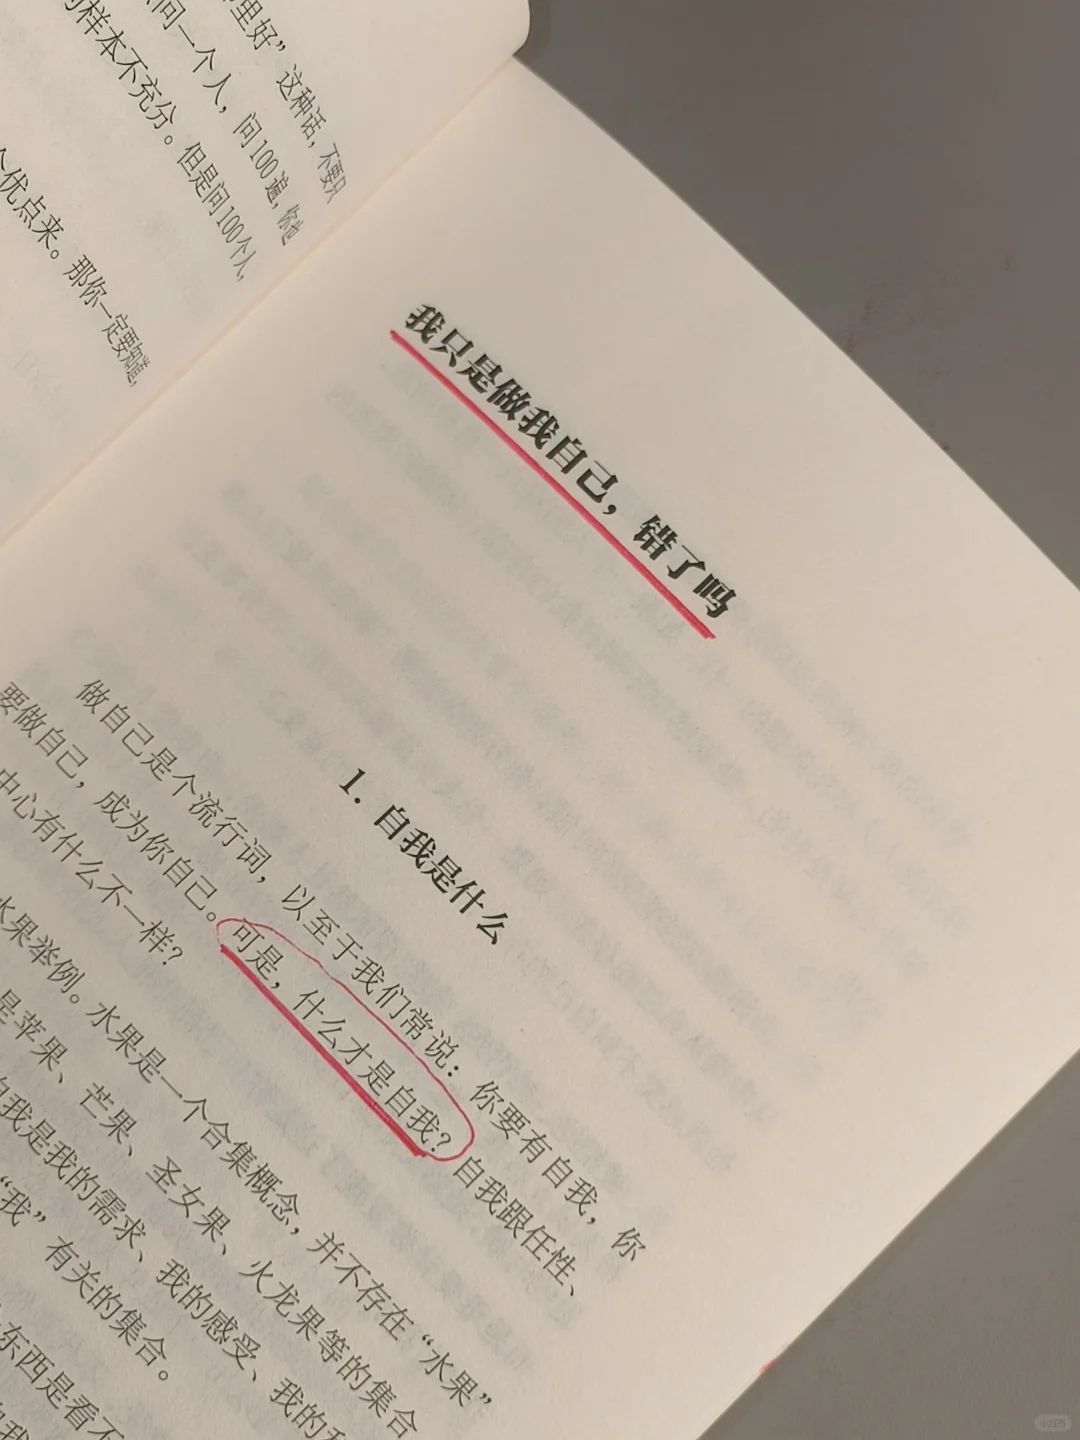 里好”这种话，不要只
问一个人，问100遍，你也
样本不充分。但是问100个人，
优点来。那你一定要知道，
我只是做我自己，错了吗
1. 自我是什么
做自己是个流行词，以至于我们常说：你要有自我，你
要做自己，成为你自己。可是，什么才是自我？自我跟任性、
中心有什么不一样？
水果举例。水果是一个合集概念，并不存在“水果”
是苹果、芒果、圣女果、火龙果等的集合
自我是我的需求、我的感受、我的
“我”有关的集合。
东西是看不
小红书